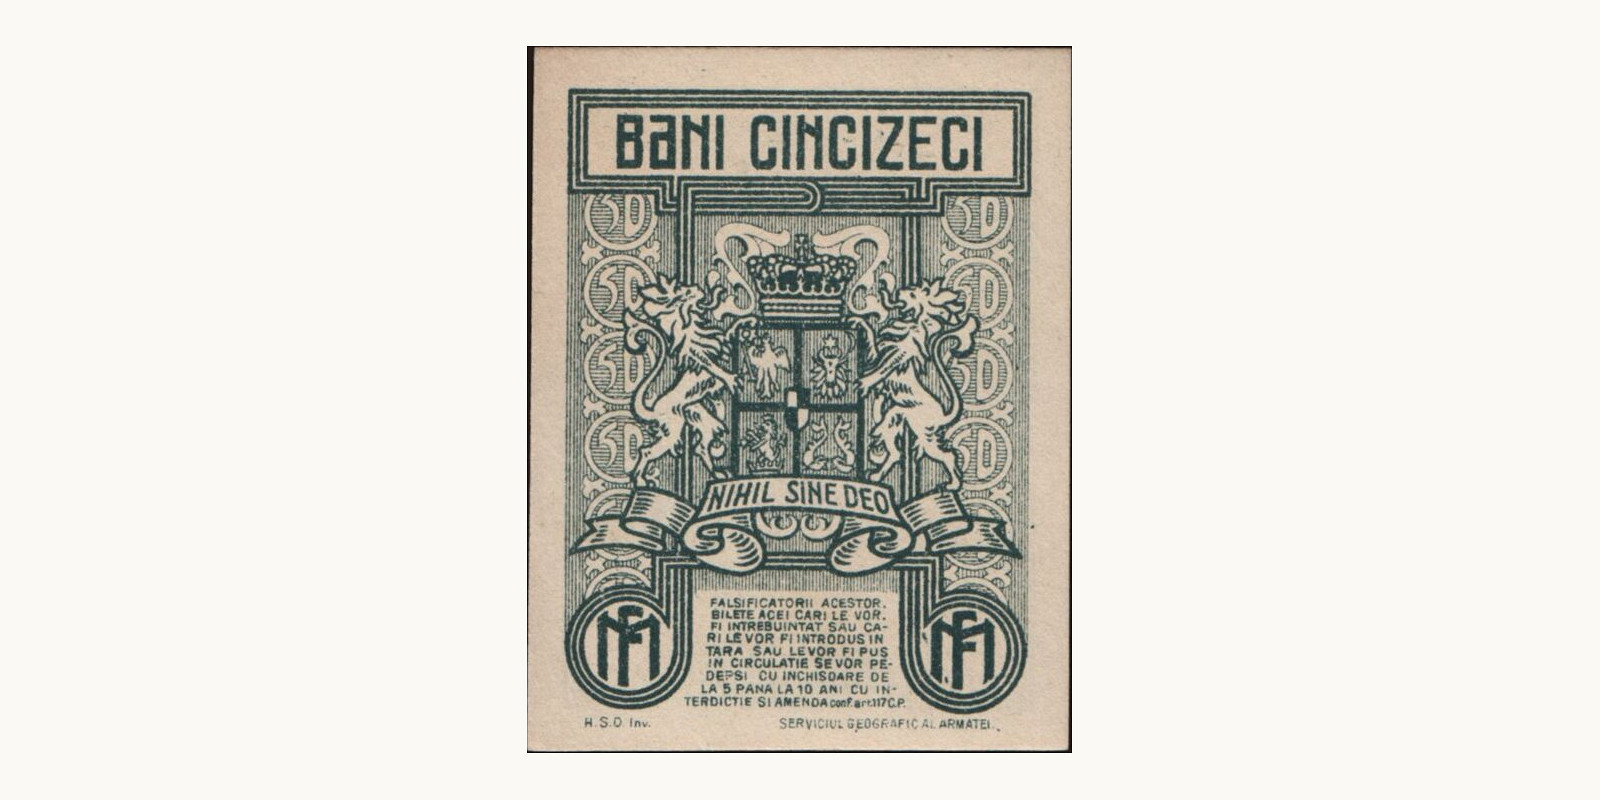 BANI CINCIZECI
50 50
50 50
50 50
50 50
NIHIL SINE DEO
FALSIFICATORII ACESTOR.
BILETE ACEI CARI LE VOR.
FI INTREBUINTAT SAU CA-
RI LE VOR FI INTRODUS IN
TARA SAU LE VOR FI PUS
IN CIRCULATIE SE VOR PE-
DEPSI CU INCHISOARE DE
LA 5 PANA LA 10 ANI CU IN-
TERDICTIE SI AMENDA conf. art. 117 C.P.
MF MF
H.S.O Inv. SERVICIUL GEOGRAFIC AL ARMATEI.